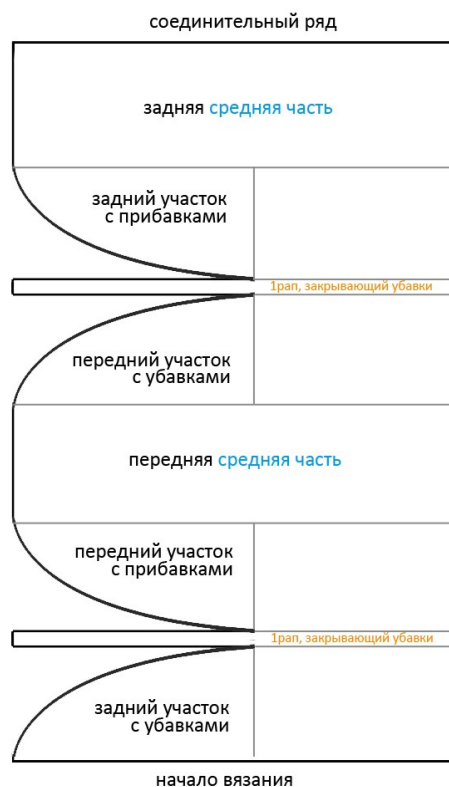 соединительный ряд
задняя средняя часть
задний участок
с прибавками
1рап, закрывающий убавки
передний участок
с убавками
передняя средняя часть
передний участок
с прибавками
1рап, закрывающий убавки
задний участок
с убавками
начало вязания